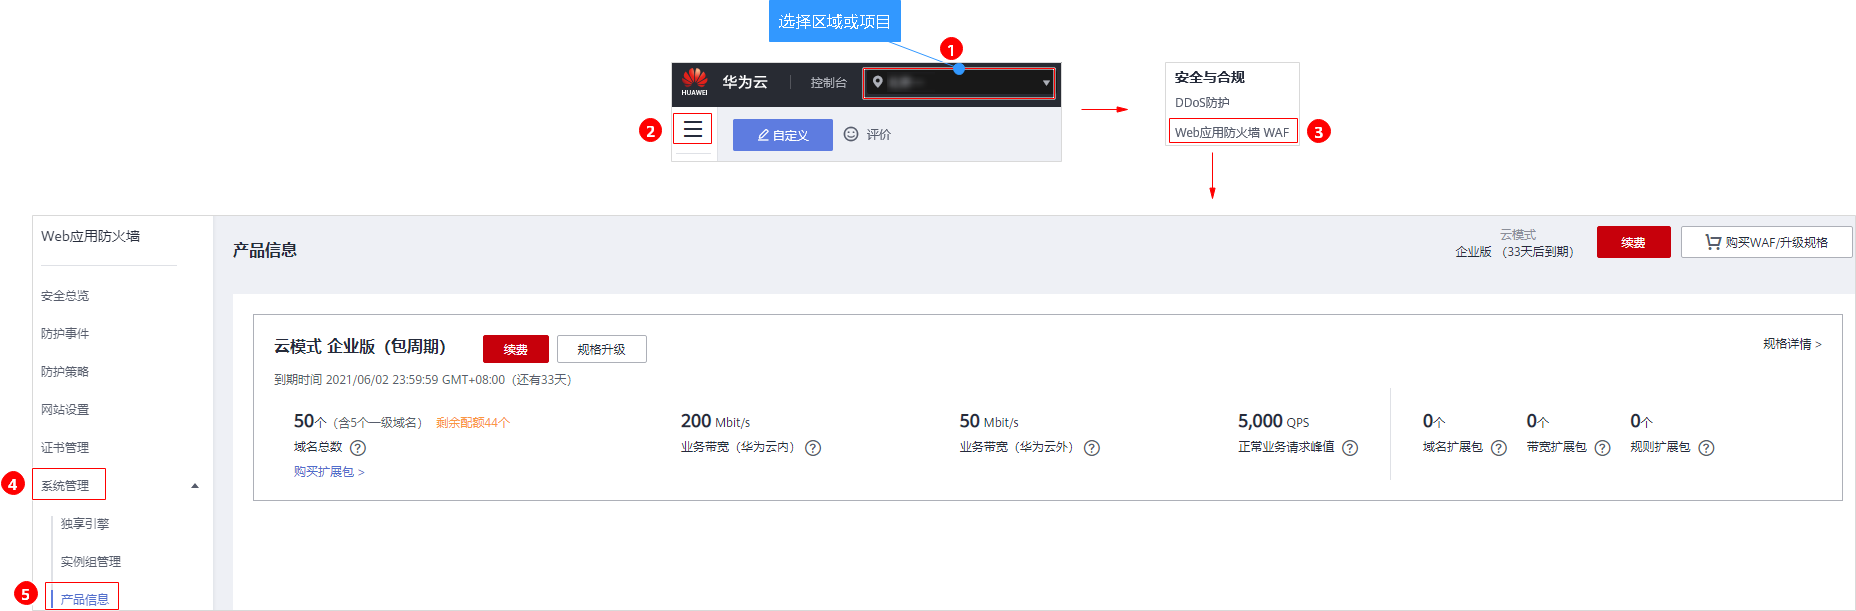 选择区域或项目
1
HUAWEI
华为云
控制台
2
自定义
评价
安全与合规
DDoS防护
Web应用防火墙 WAF
3
Web应用防火墙
安全总览
防护事件
防护策略
网站设置
证书管理
4
系统管理
独享引擎
实例组管理
5
产品信息
产品信息
云模式
企业版 （33天后到期）
续费
购买WAF/升级规格
云模式 企业版（包周期）
续费
规格升级
规格详情 >
到期时间 2021/06/02 23:59:59 GMT+08:00（还有33天）
50个（含5个一级域名） 剩余配额44个
域名总数 ?
购买扩展包 >
200 Mbit/s
业务带宽（华为云内） ?
50 Mbit/s
业务带宽（华为云外） ?
5,000 QPS
正常业务请求峰值 ?
0个
域名扩展包 ?
0个
带宽扩展包 ?
0个
规则扩展包 ?